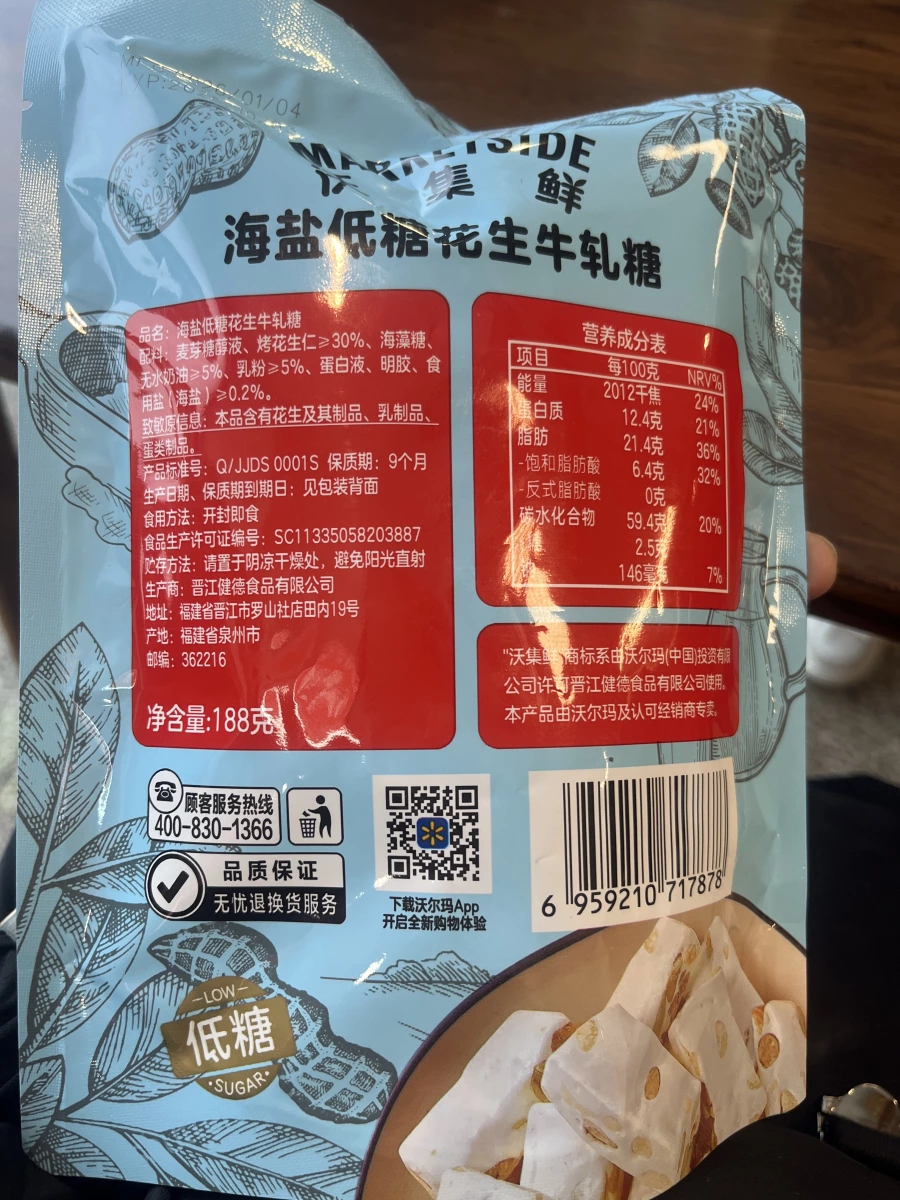 /01/04
MARKETSIDE
集 鲜
海盐低糖花生牛轧糖
品名：海盐低糖花生牛轧糖
配料：麦芽糖醇液、烤花生仁≥30%、海藻糖、
无水奶油≥5%、乳粉≥5%、蛋白液、明胶、食
用盐（海盐）≥0.2%。
致敏原信息：本品含有花生及其制品、乳制品、
蛋类制品。
产品标准号：Q/JJDS 0001S 保质期：9个月
生产日期、保质期到期日：见包装背面
食用方法：开封即食
食品生产许可证编号：SC11335058203887
贮存方法：请置于阴凉干燥处，避免阳光直射
生产商：晋江健德食品有限公司
地址：福建省晋江市罗山社店田内19号
产地：福建省泉州市
邮编：362216
净含量:188克
营养成分表
项目 每100克 NRV%
能量 2012千焦 24%
蛋白质 12.4克 21%
脂肪 21.4克 36%
-饱和脂肪酸 6.4克 32%
-反式脂肪酸 0克
碳水化合物 59.4克 20%
2.5克
146毫克 7%
"沃集鲜"商标系由沃尔玛(中国)投资有限
公司许可晋江健德食品有限公司使用。
本产品由沃尔玛及认可经销商专卖。
顾客服务热线
400-830-1366
品质保证
无忧退换货服务
下载沃尔玛App
开启全新购物体验
6 959210 717878
LOW
低糖
SUGAR